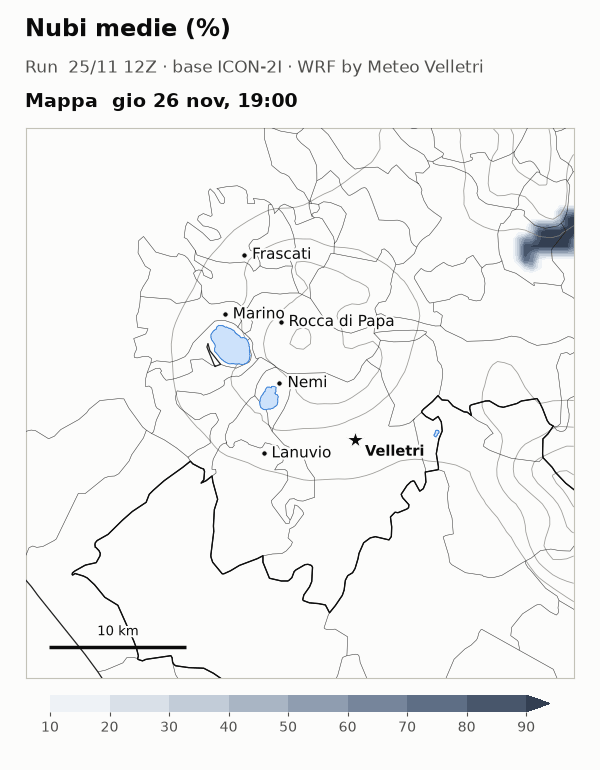 Nubi medie (%)
Run  25/11 12Z · base ICON-2I · WRF by Meteo Velletri
Mappa  gio 26 nov, 19:00
Frascati
Marino
Rocca di Papa
Nemi
Velletri
Lanuvio
10 km
10 20 30 40 50 60 70 80 90